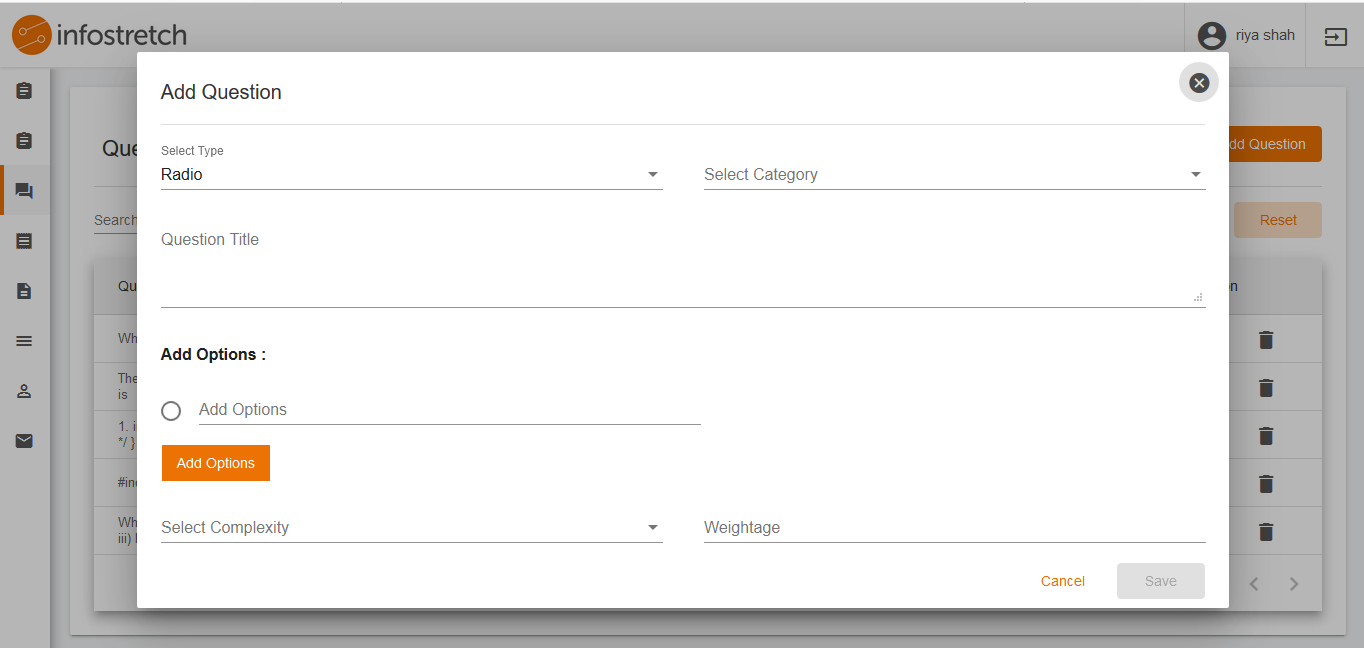 infostretch
riya shah
Add Question
Que
dd Question
Select Type
Radio
Select Category
Search
Reset
Question Title
Qu
n
Wh
Add Options :
The
is
Add Options
1. i
*/ }
Add Options
#in
Wh
iii)
Select Complexity
Weightage
Cancel
Save